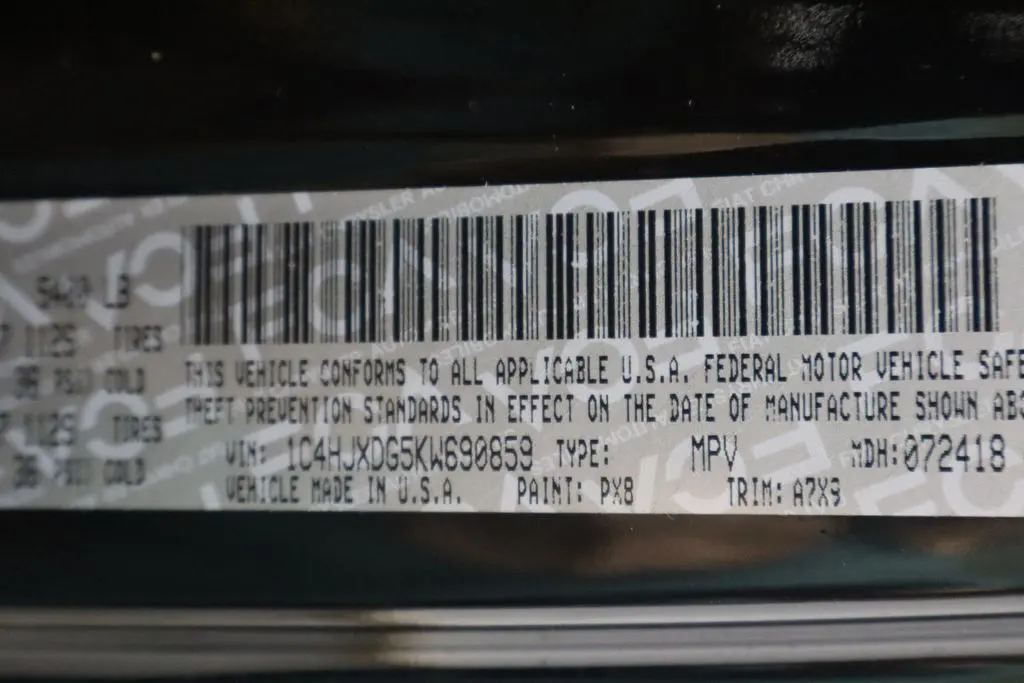 LB
1125 TIRES
COLD
THIS VEHICLE CONFORMS TO ALL APPLICABLE U.S.A. FEDERAL MOTOR VEHICLE SAFE
1125 TIRES
THEFT PREVENTION STANDARDS IN EFFECT ON THE DATE OF MANUFACTURE SHOWN AB
COLD
VIN: 1C4HJXDG5KW690859 TYPE: MPV MDH:072418
VEHICLE MADE IN U.S.A. PAINT: PX8 TRIM: A7X9